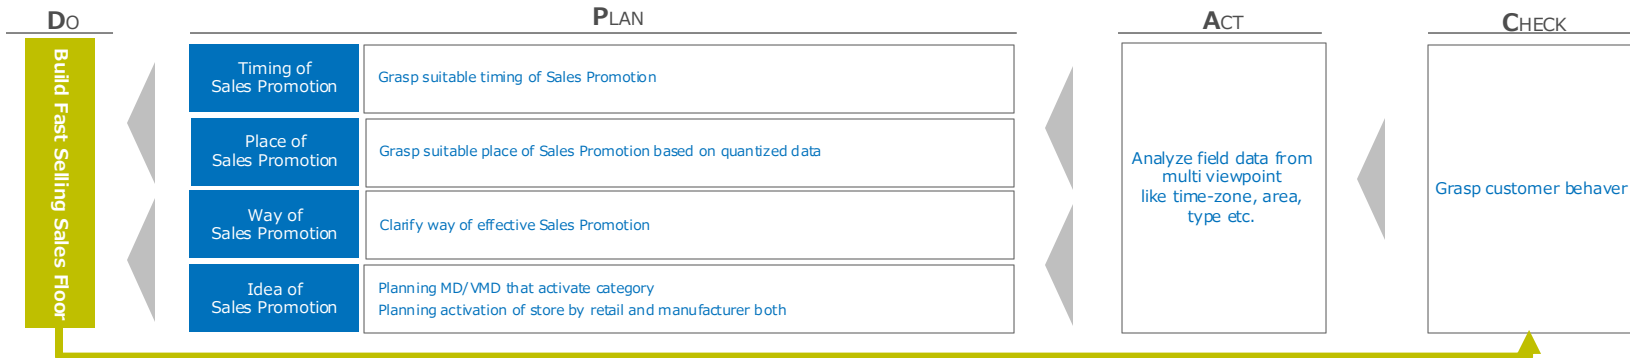 DO
PLAN
ACT
CHECK
Build Fast Selling Sales Floor
Timing of
Sales Promotion
Grasp suitable timing of Sales Promotion
Place of
Sales Promotion
Grasp suitable place of Sales Promotion based on quantized data
Way of
Sales Promotion
Clarify way of effective Sales Promotion
Idea of
Sales Promotion
Planning MD/VMD that activate category
Planning activation of store by retail and manufacturer both
Analyze field data from
multi viewpoint
like time-zone, area,
type etc.
Grasp customer behaver